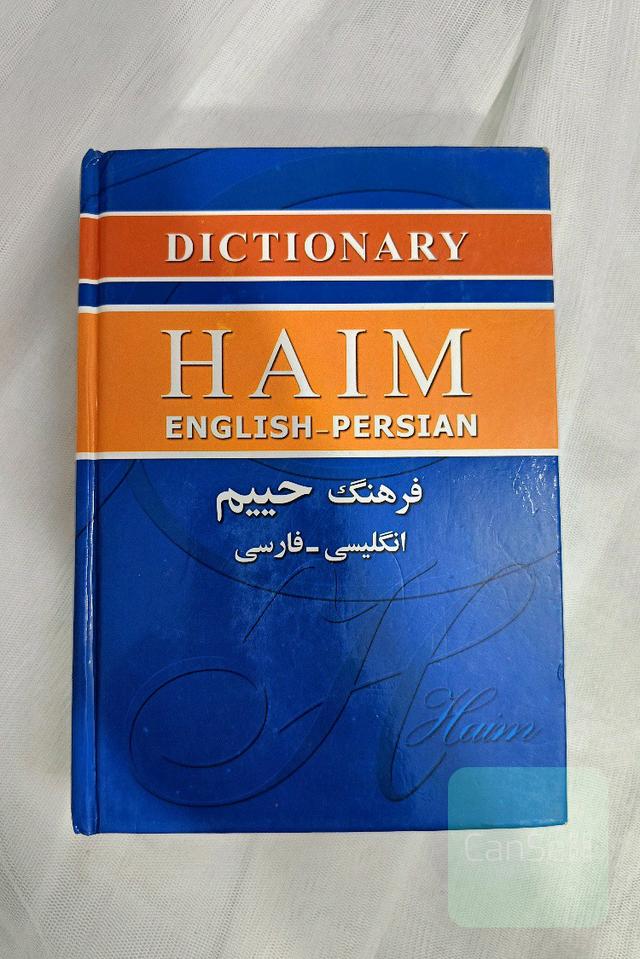 DICTIONARY
HAIM
ENGLISH-PERSIAN
فرهنگ حییم
انگلیسی - فارسی
Haim